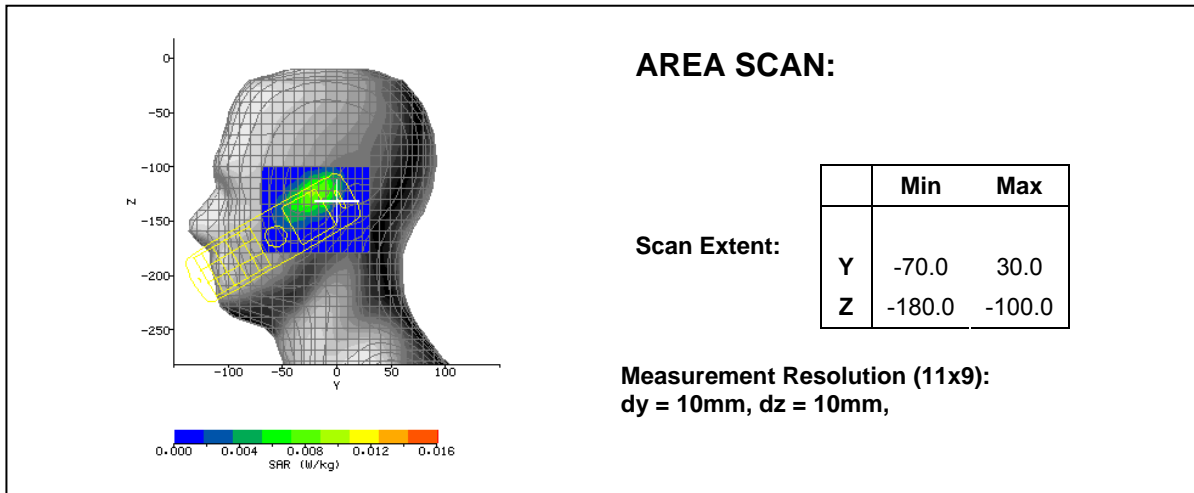 0
-50
-100
-150
-200
-250
Z
-100 -50 0 50 100
Y
0.000 0.004 0.008 0.012 0.016
SAR (W/kg)
AREA SCAN:
Scan Extent:
Min Max
Y -70.0 30.0
Z -180.0 -100.0
Measurement Resolution (11x9):
dy = 10mm, dz = 10mm,